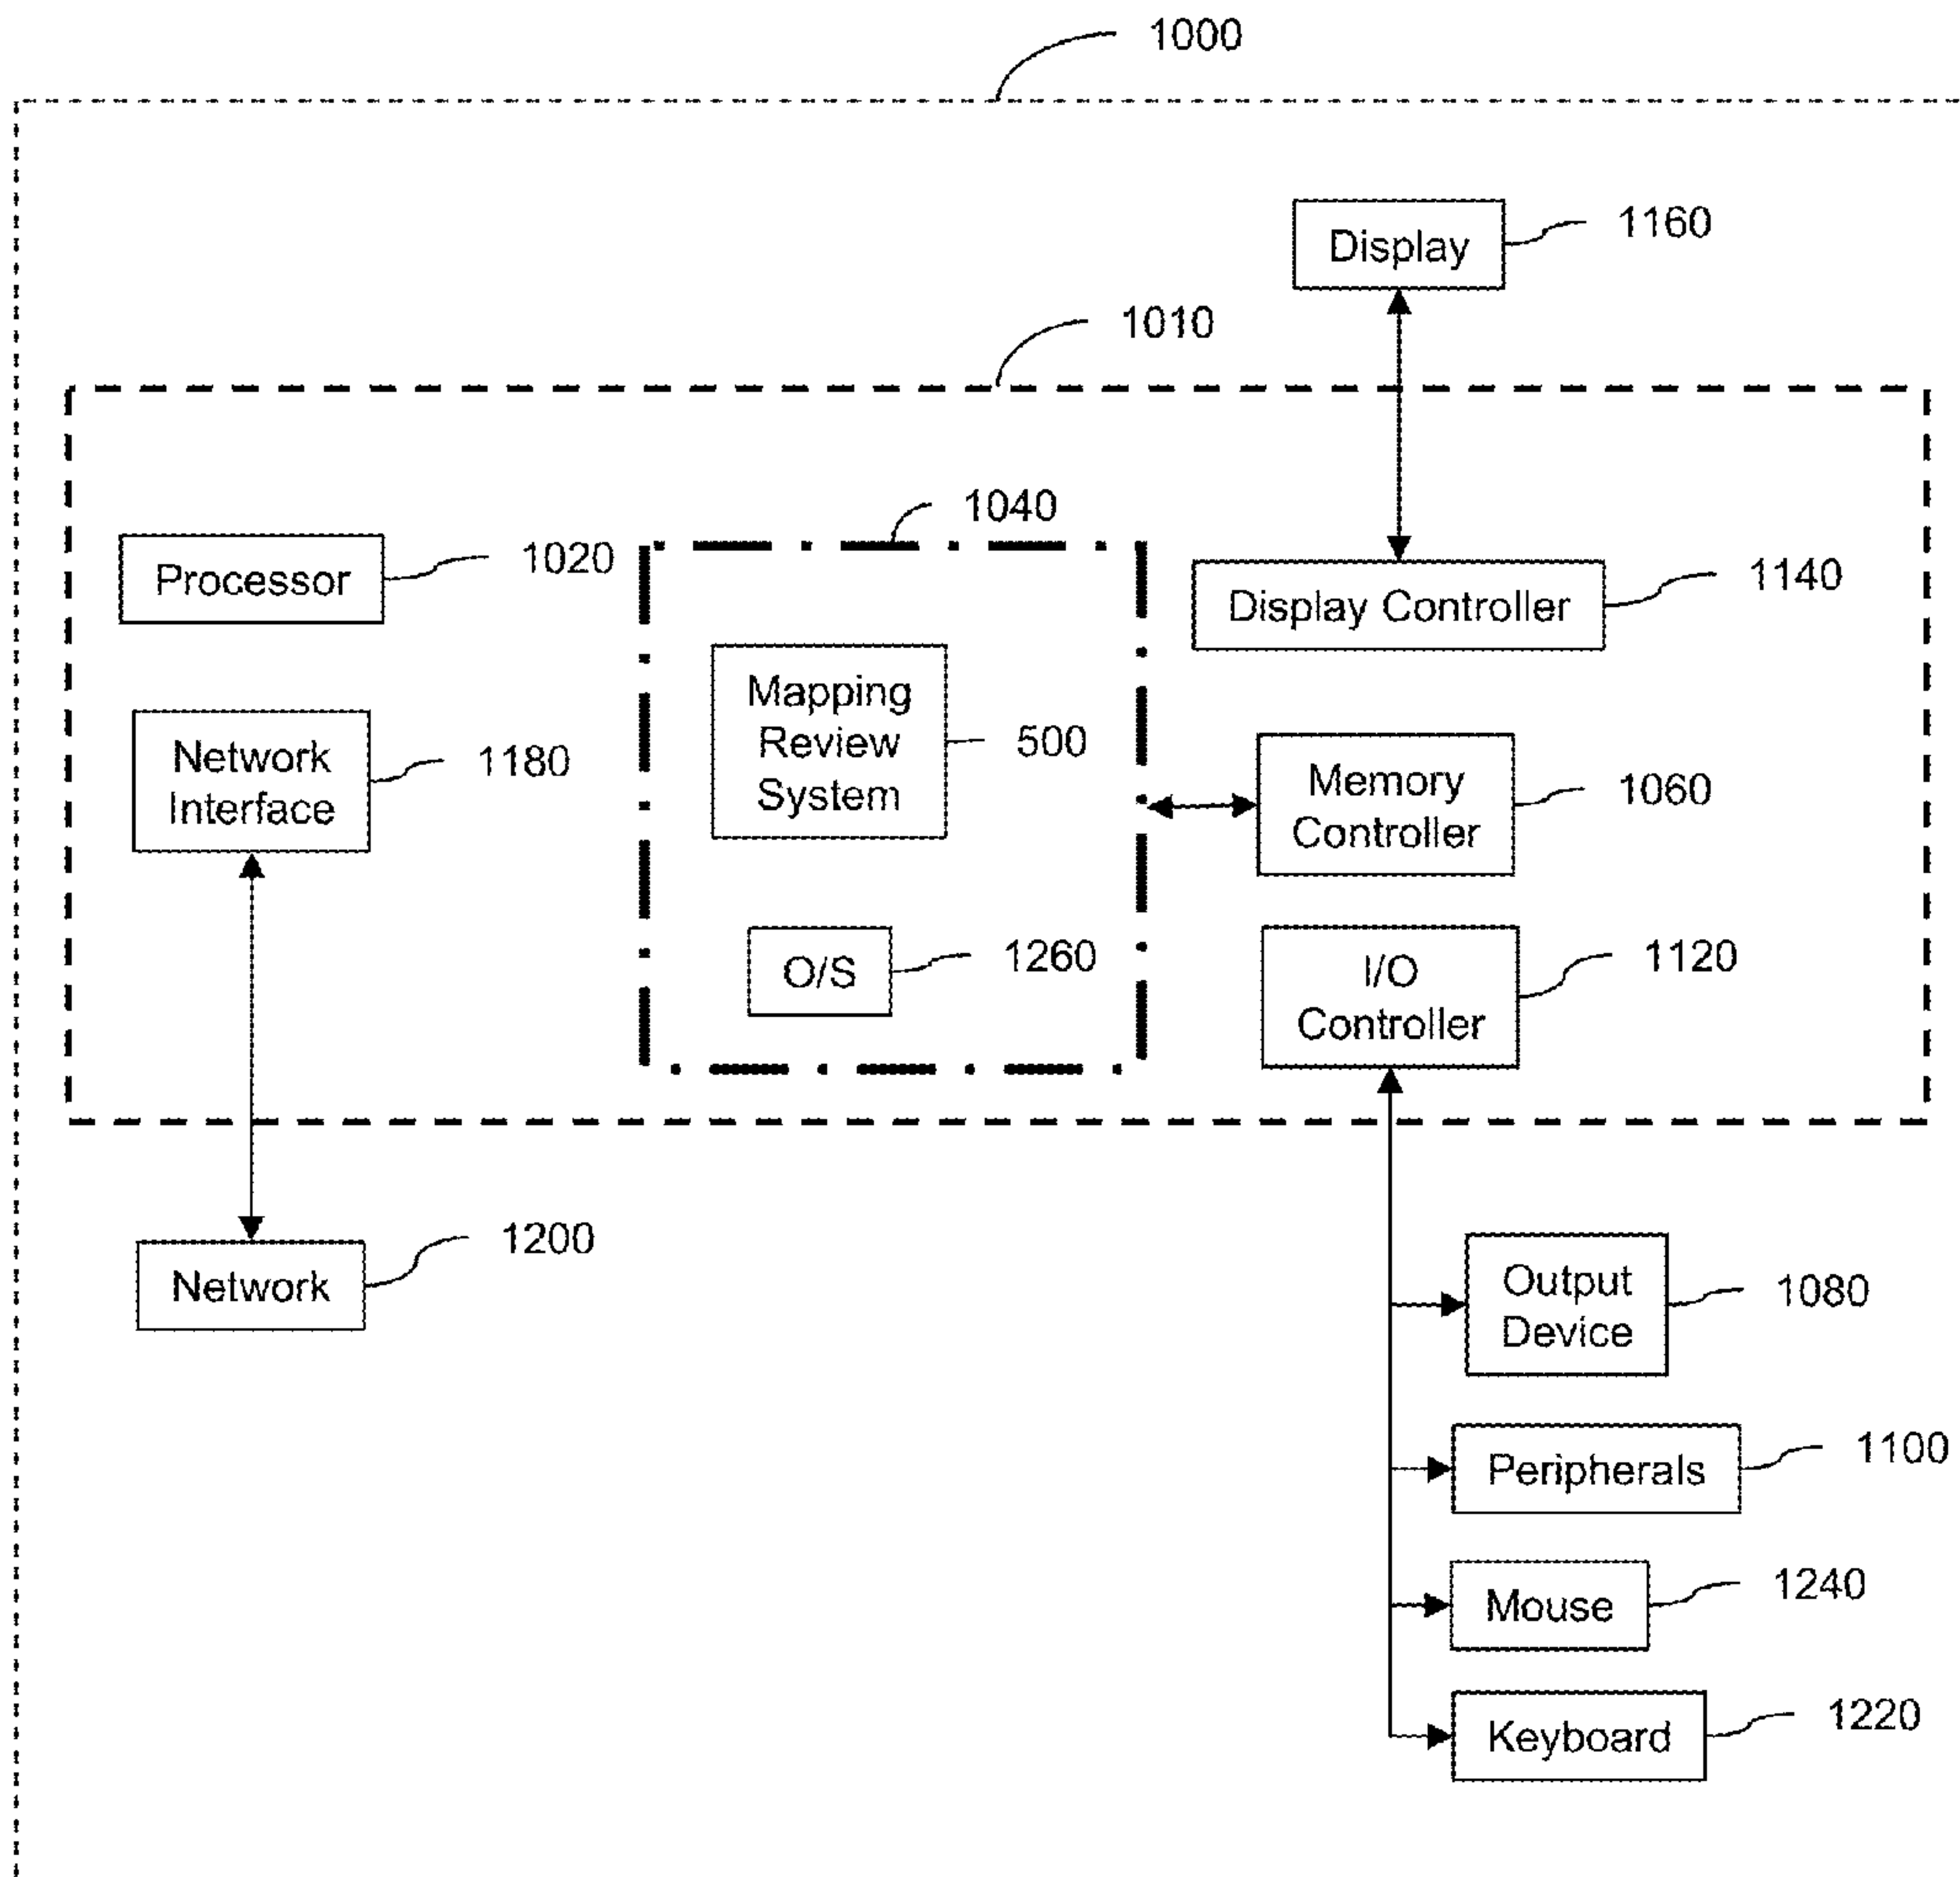 1000
Display
1160
1010
1040
Processor
1020
Display Controller
1140
Mapping
Review
System
500
Network
Interface
1180
Memory
Controller
1060
O/S
1260
I/O
Controller
1120
Network
1200
Output
Device
1080
Peripherals
1100
Mouse
1240
Keyboard
1220